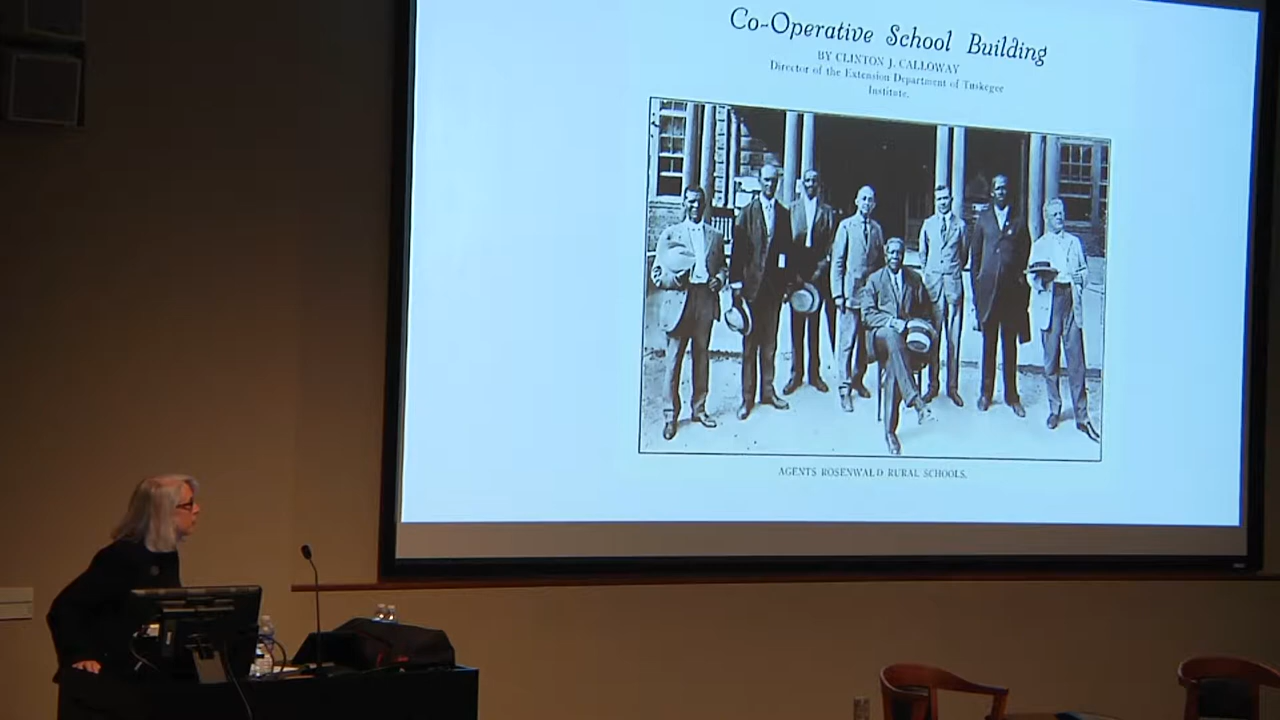 Co-Operative School Building
BY CLINTON J. CALLOWAY
Director of the Extension Department of Tuskegee
Institute.
AGENTS ROSENWALD RURAL SCHOOLS.